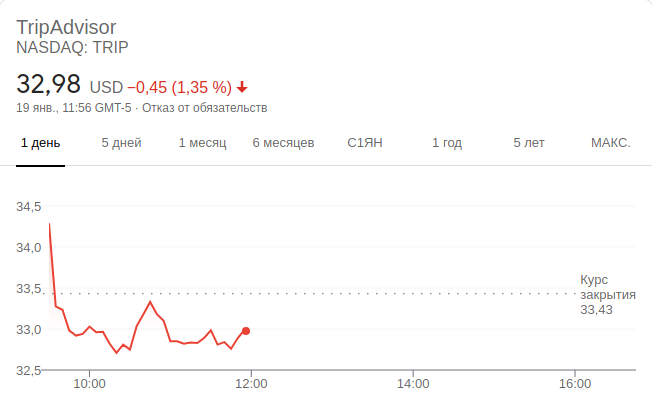 TripAdvisor
NASDAQ: TRIP
32,98 USD −0,45 (1,35 %)
19 янв., 11:56 GMT-5 · Отказ от обязательств
1 день 5 дней 1 месяц 6 месяцев С1ЯН 1 год 5 лет МАКС.
34,5
34,0
33,5
33,0
32,5
Курс
закрытия
33,43
10:00 12:00 14:00 16:00